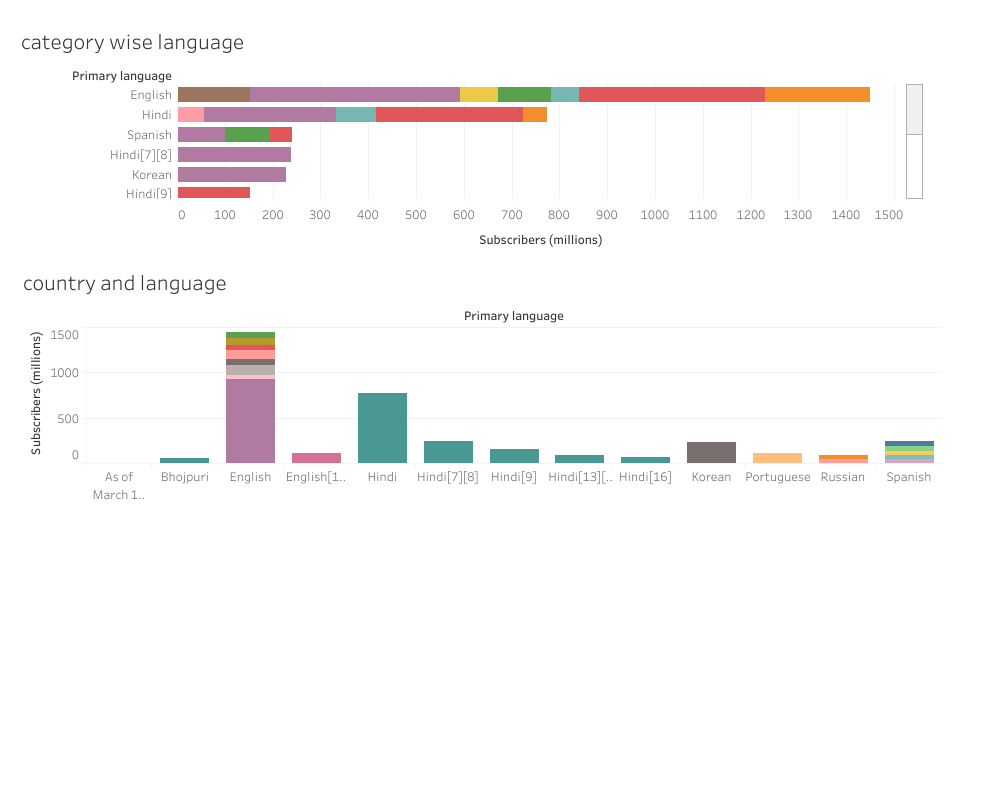 category wise language
Primary language
English
Hindi
Spanish
Hindi[7][8]
Korean
Hindi[9]
0 100 200 300 400 500 600 700 800 900 1000 1100 1200 1300 1400 1500
Subscribers (millions)
country and language
Primary language
Subscribers (millions)
1500
1000
500
0
As of Bhojpuri English English[1.. Hindi Hindi[7][8] Hindi[9] Hindi[13][.. Hindi[16] Korean Portuguese Russian Spanish
March 1..